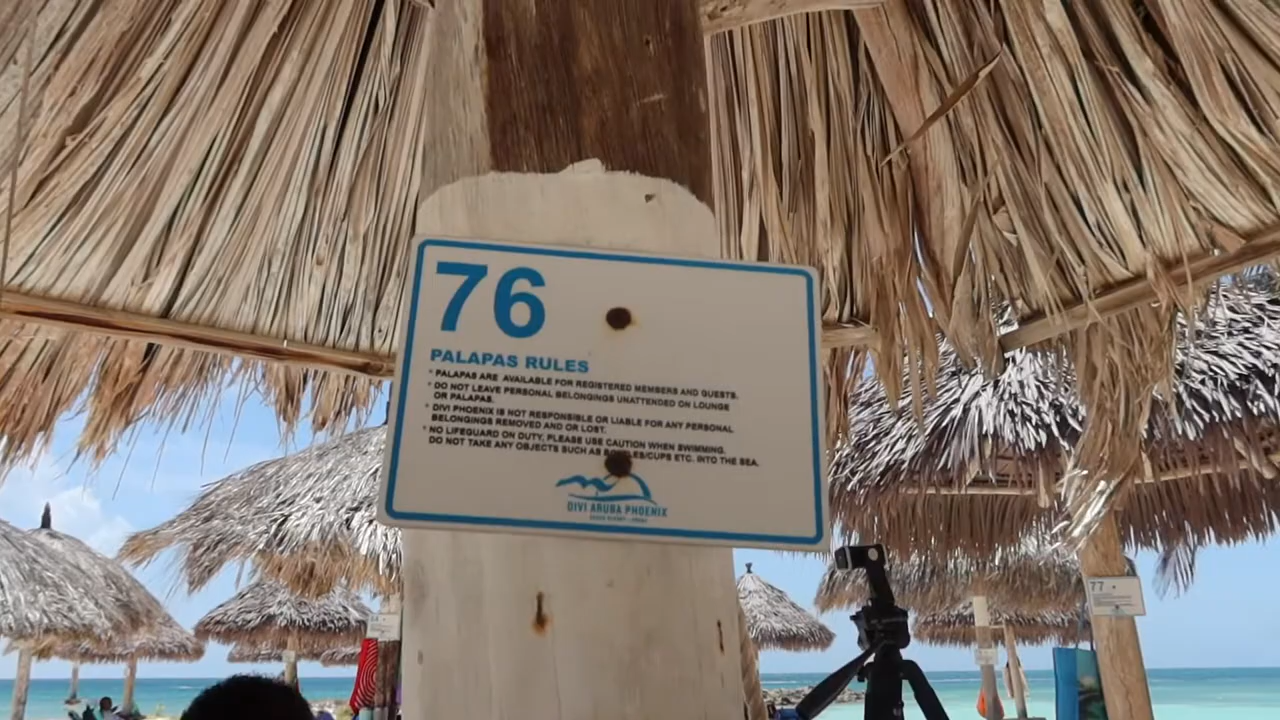 76
PALAPAS RULES
* PALAPAS ARE AVAILABLE FOR REGISTERED MEMBERS AND GUESTS.
* DO NOT LEAVE PERSONAL BELONGINGS UNATTENDED ON LOUNGE
OR PALAPAS.
* DIVI PHOENIX IS NOT RESPONSIBLE OR LIABLE FOR ANY PERSONAL
BELONGINGS REMOVED AND OR LOST.
* NO LIFEGUARD ON DUTY, PLEASE USE CAUTION WHEN SWIMMING.
DO NOT TAKE ANY OBJECTS SUCH AS /CUPS ETC. INTO THE SEA.
DIVI ARUBA PHOENIX
77